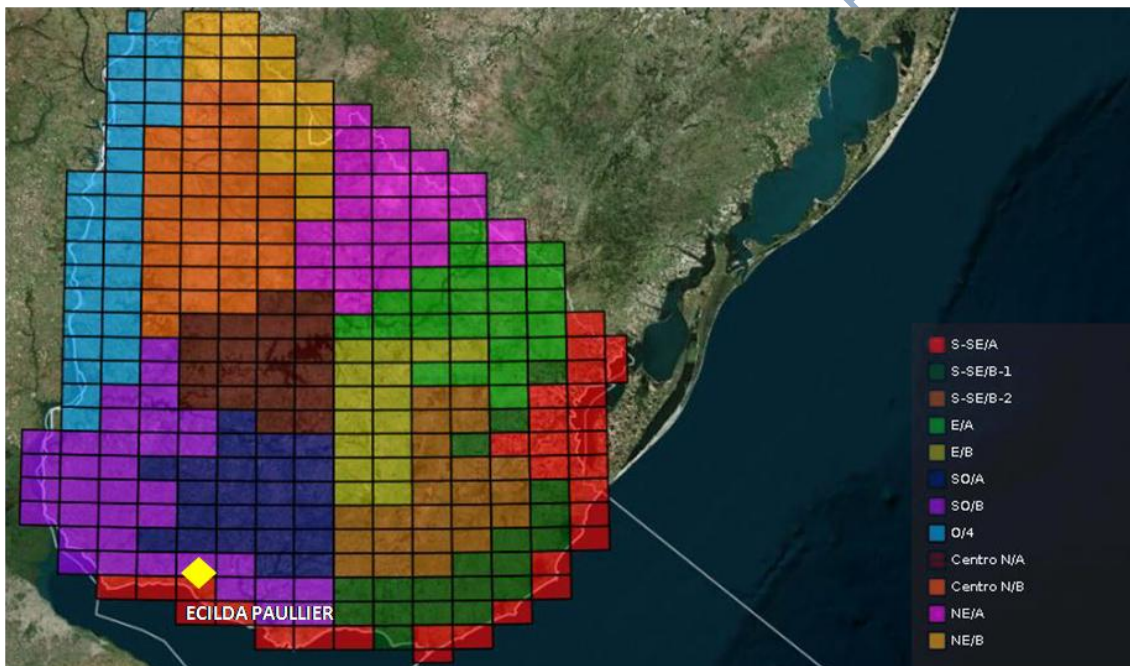 ECILDA PAULLIER
S-SE/A
S-SE/B-1
S-SE/B-2
E/A
E/B
SO/A
SO/B
O/4
Centro N/A
Centro N/B
NE/A
NE/B